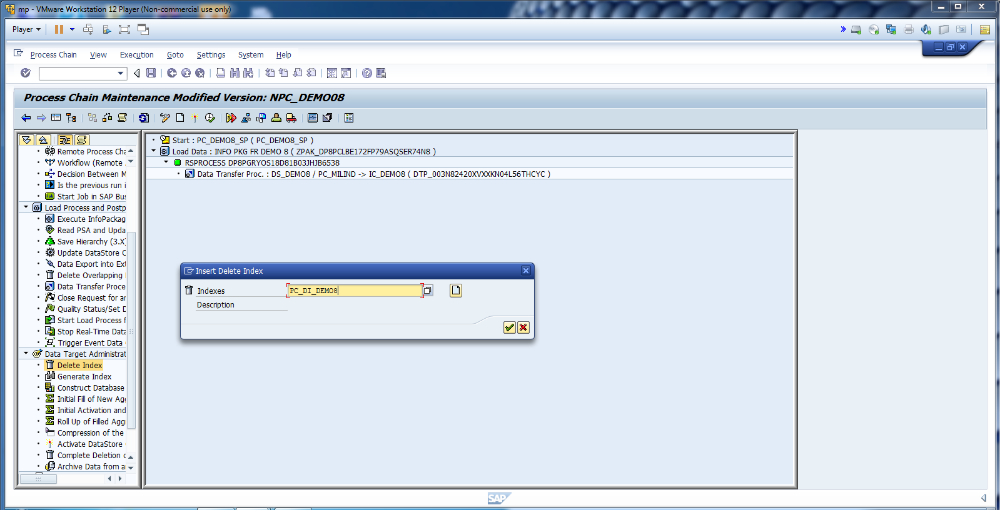 mp - VMware Workstation 12 Player (Non-commercial use only)
Player
Process Chain View Execution Goto Settings System Help
Process Chain Maintenance Modified Version: NPC_DEMO08
Remote Process Cha
Workflow (Remote
Decision Between M
Is the previous run i
Start Job in SAP Bus
Load Process and Postp
Execute InfoPackag
Read PSA and Upda
Save Hierarchy (3.X)
Update DataStore O
Data Export into Ext
Delete Overlapping
Data Transfer Proce
Close Request for an
Quality Status/Set D
Start Load Process f
Stop Real-Time Data
Trigger Event Data
Data Target Administrat
Delete Index
Generate Index
Construct Database
Initial Fill of New Agg
Initial Activation and
Roll Up of Filled Agg
Compression of the
Activate DataStore
Complete Deletion o
Archive Data from a
Start : PC_DEMO8_SP ( PC_DEMO8_SP )
Load Data : INFO PKG FR DEMO 8 ( ZPAK_DP8PCLBE172FP79ASQSER74N8 )
RSPROCESS DP8PGRYOS18D81B03JHJB6538
Data Transfer Proc. : DS_DEMO8 / PC_MILIND -> IC_DEMO8 ( DTP_003N82420XVXXKN04L56THCYC )
Insert Delete Index
Indexes PC_DI_DEMO8
Description
SAP